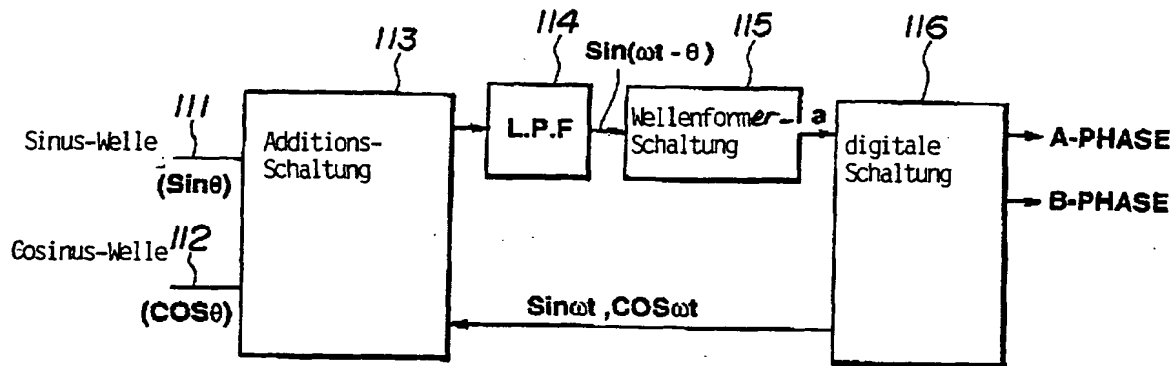 113
114
115
116
Sin(ωt - θ)
111
Sinus-Welle
(Sinθ)
Additions-
Schaltung
L.P.F
Wellenformer-
Schaltung
a
digitale
Schaltung
A-PHASE
B-PHASE
Cosinus-Welle
112
(COSθ)
Sinωt ,COSωt